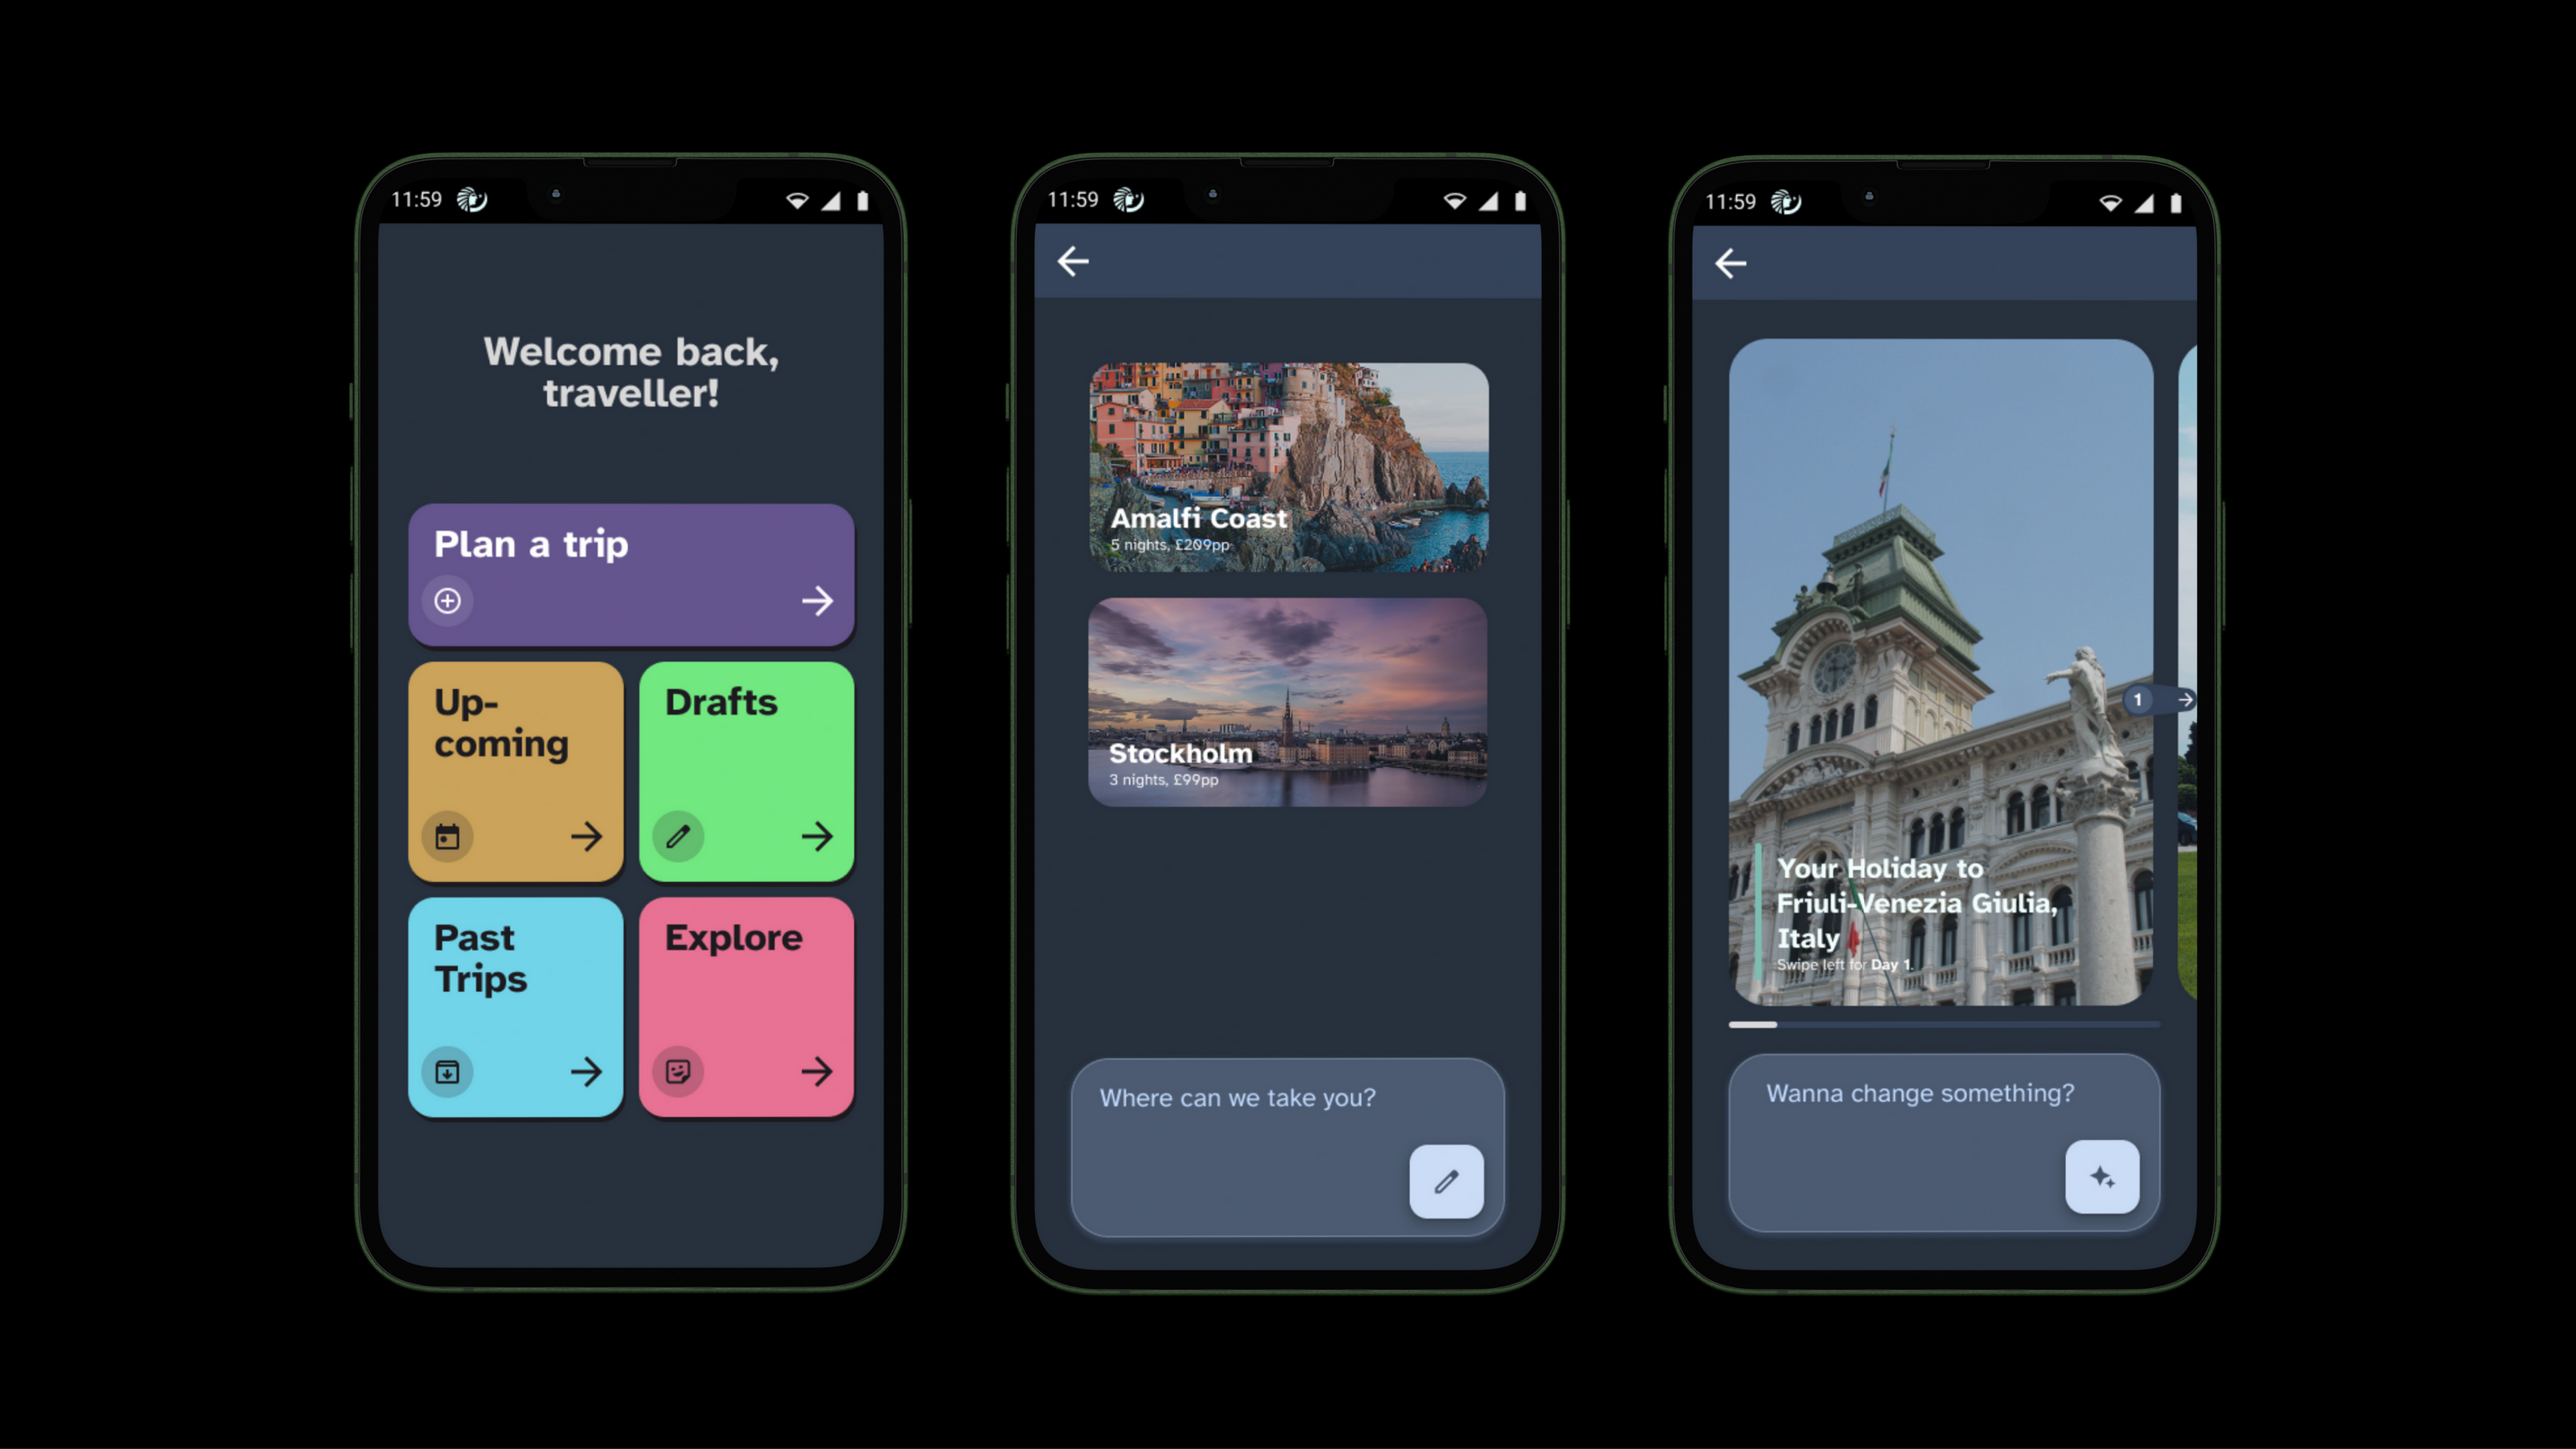 11:59
Welcome back,
traveller!
Plan a trip
Up-
coming
Drafts
Past
Trips
Explore
11:59
Amalfi Coast
5 nights, £209pp
Stockholm
3 nights, £99pp
Where can we take you?
11:59
1
Your Holiday to
Friuli-Venezia Giulia,
Italy
Swipe left for Day 1.
Wanna change something?